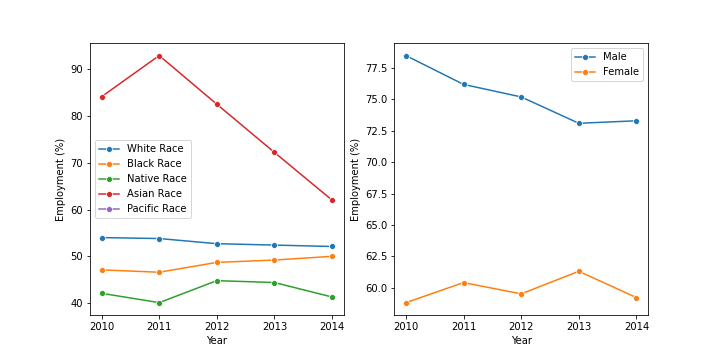 Employment (%)
90
80
70
60
50
40
White Race
Black Race
Native Race
Asian Race
Pacific Race
2010 2011 2012 2013 2014
Year
Employment (%)
77.5
75.0
72.5
70.0
67.5
65.0
62.5
60.0
Male
Female
2010 2011 2012 2013 2014
Year